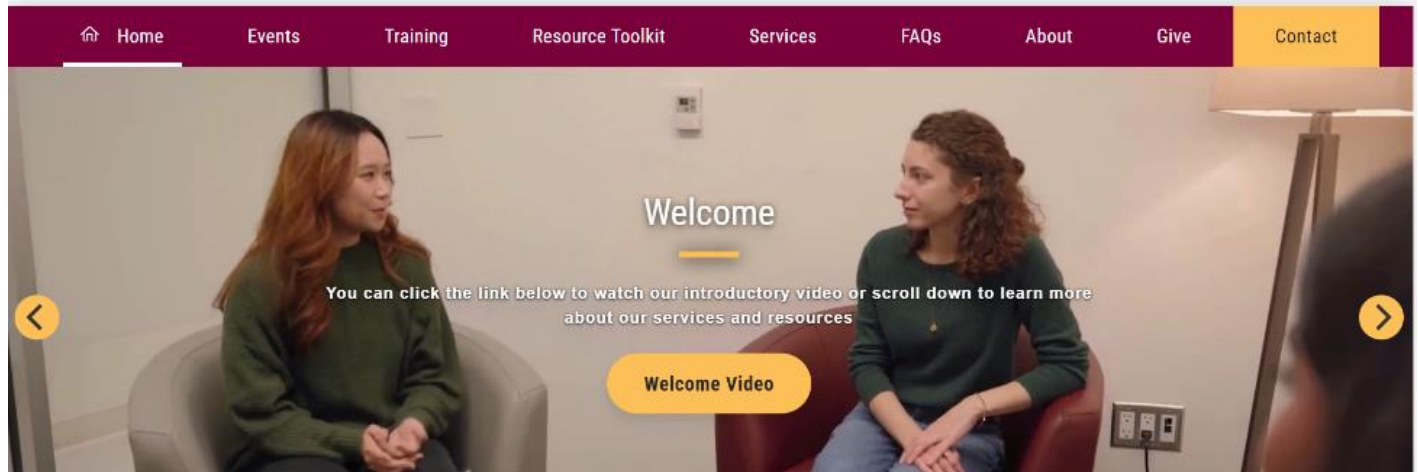 Home Events Training Resource Toolkit Services FAQs About Give Contact
Welcome
You can click the link below to watch our introductory video or scroll down to learn more
about our services and resources
Welcome Video